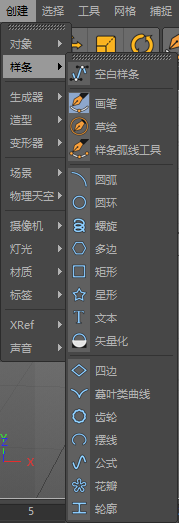 创建 选择 工具 网格 捕捉
对象
样条
生成器
造型
变形器
场景
物理天空
摄像机
灯光
材质
标签
XRef
声音
空白样条
画笔
草绘
样条弧线工具
圆弧
圆环
螺旋
多边
矩形
星形
文本
矢量化
四边
蔓叶类曲线
齿轮
摆线
公式
花瓣
轮廓
Y
X
5